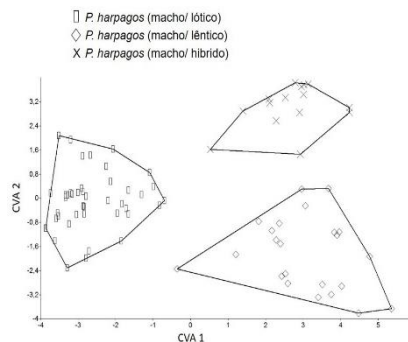 P. harpagos (macho/ lótico)
P. harpagos (macho/ lêntico)
X P. harpagos (macho/ hibrido)
CVA 2
3,2
2,4
1,6
0,8
0
-0,8
-1,6
-2,4
-3,2
-4
-4 -3 -2 -1 0 1 2 3 4 5
CVA 1